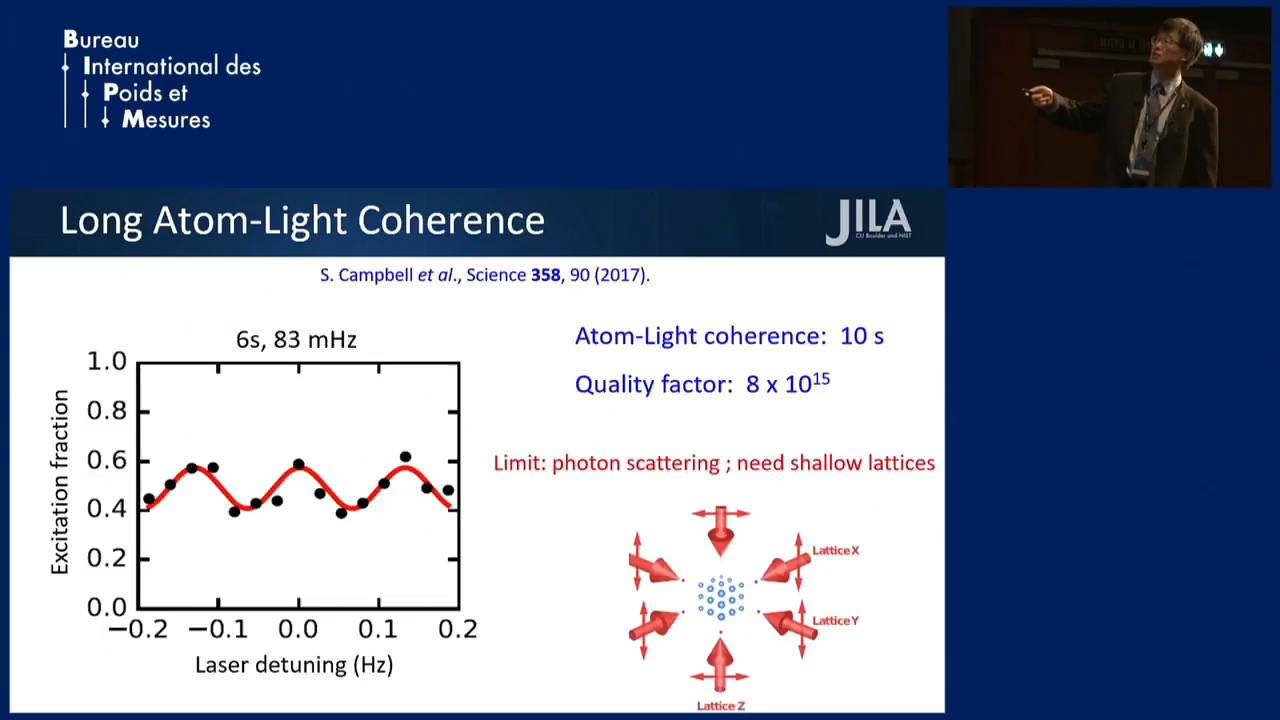 Bureau
International des
Poids et
Mesures
Long Atom-Light Coherence
JILA
CU Boulder and NIST
S. Campbell et al., Science 358, 90 (2017).
6s, 83 mHz
Excitation fraction
1.0
0.8
0.6
0.4
0.2
0.0
−0.2 −0.1 0.0 0.1 0.2
Laser detuning (Hz)
Atom-Light coherence: 10 s
Quality factor: 8 x 10¹⁵
Limit: photon scattering ; need shallow lattices
Lattice X
Lattice Y
Lattice Z